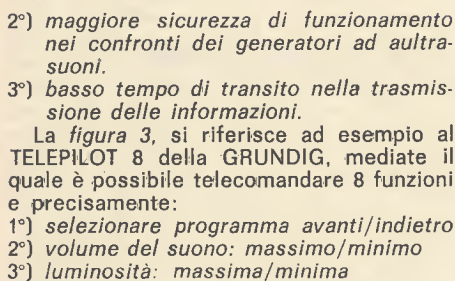 2°) maggiore sicurezza di funzionamento
nei confronti dei generatori ad aultra-
suoni.
3°) basso tempo di transito nella trasmis-
sione delle informazioni.
La figura 3, si riferisce ad esempio al
TELEPILOT 8 della GRUNDIG, mediate il
quale è possibile telecomandare 8 funzioni
e precisamente:
1°) selezionare programma avanti/indietro
2°) volume del suono: massimo/minimo
3°) luminosità: massima/minima